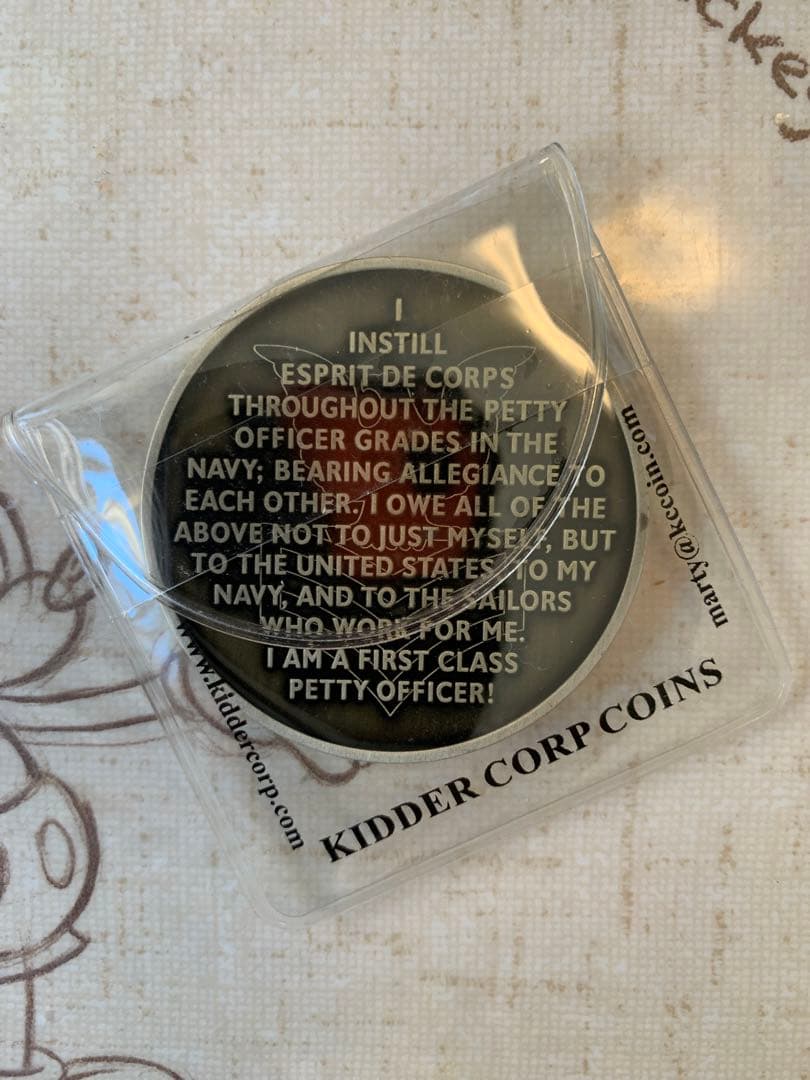 I
INSTILL
ESPRIT DE CORPS
THROUGHOUT THE PETTY
OFFICER GRADES IN THE
NAVY; BEARING ALLEGIANCE TO
EACH OTHER. I OWE ALL OF THE
ABOVE NOT TO JUST MYSELF, BUT
TO THE UNITED STATES, TO MY
NAVY, AND TO THE SAILORS
WHO WORK FOR ME.
I AM A FIRST CLASS
PETTY OFFICER!
www.kiddercorp.com
KIDDER CORP COINS
marty@kccoin.com